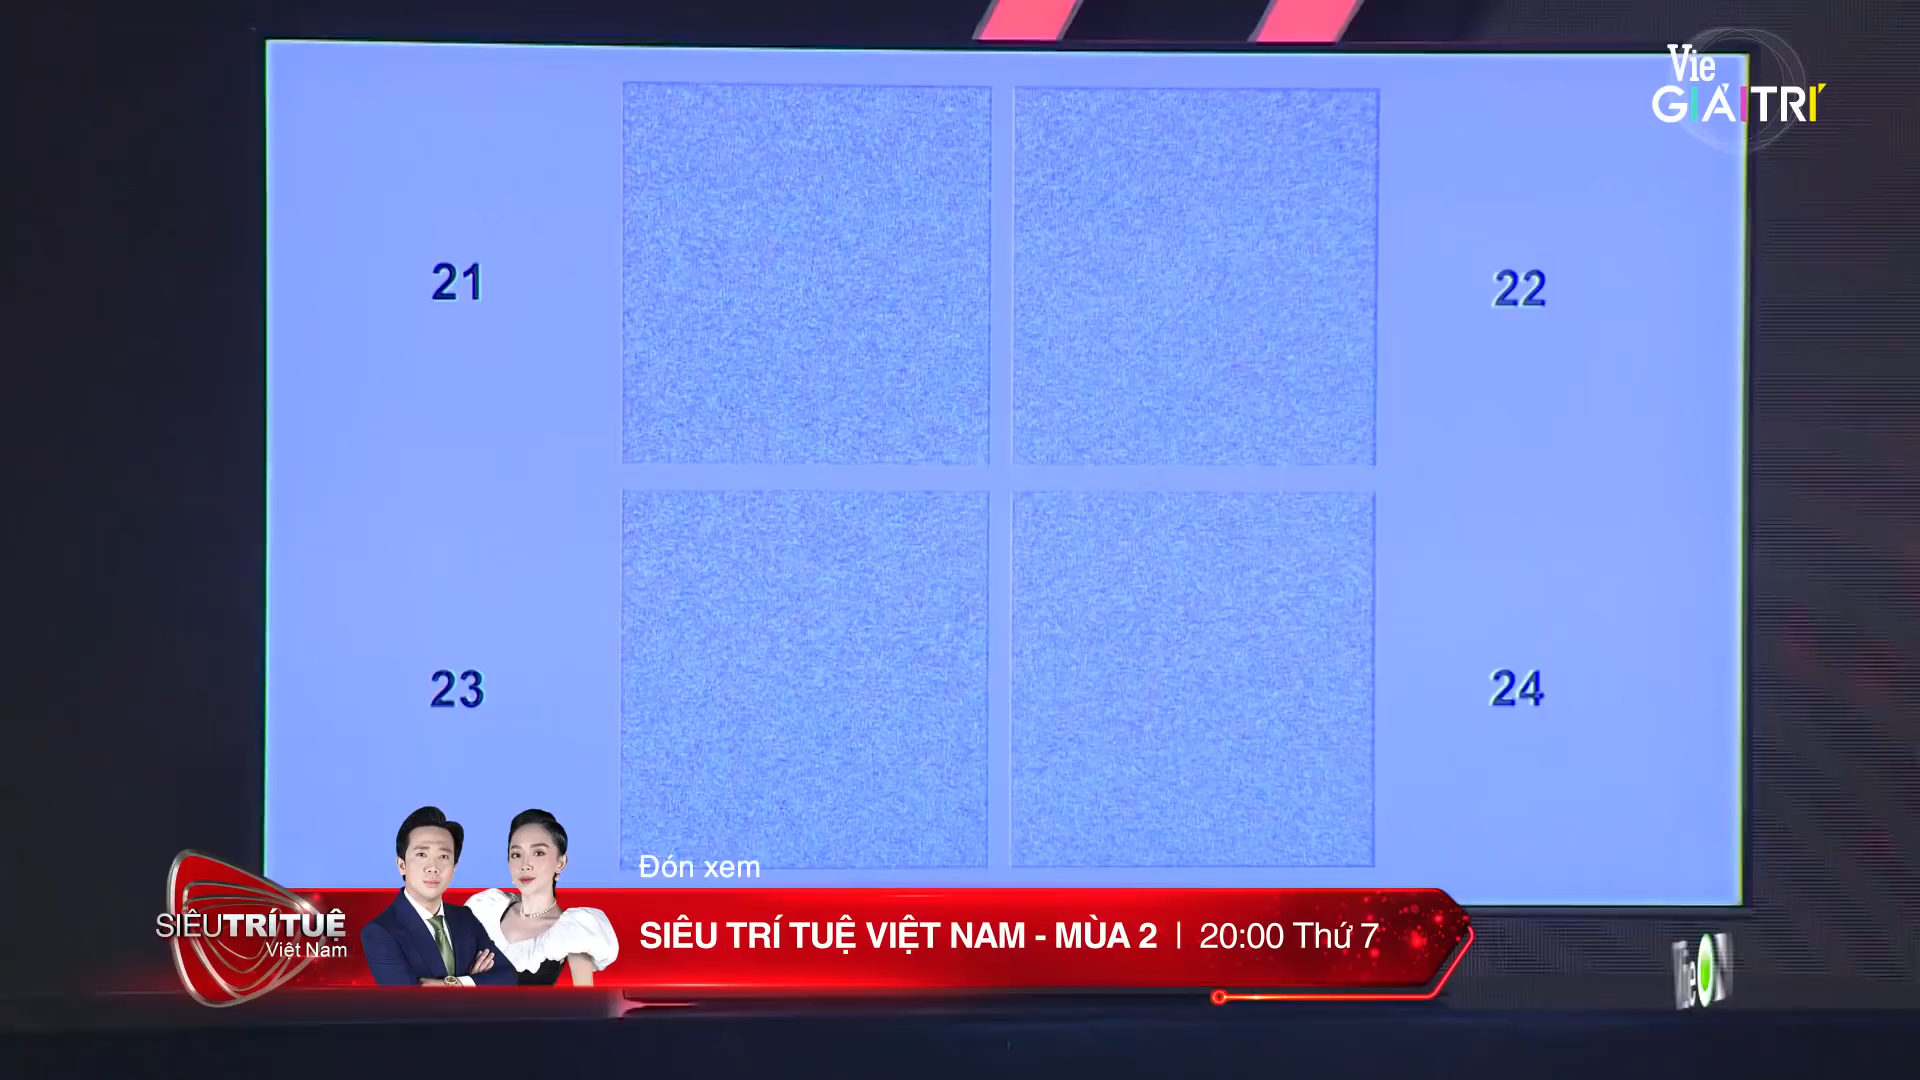 Vie
GIẢI TRÍ
21
22
23
24
Đón xem
SIÊU TRÍ TUỆ VIỆT NAM - MÙA 2 | 20:00 Thứ 7
SIÊU TRÍ TUỆ
Việt Nam
VieON